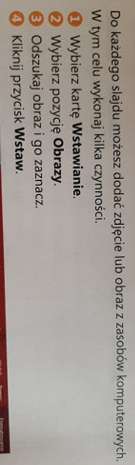 Do każdego slajdu możesz dodać zdjęcie lub obraz z zasobów komputerowych.
W tym celu wykonaj kilka czynności.
1 Wybierz kartę Wstawianie.
2 Wybierz pozycję Obrazy.
3 Odszukaj obraz i go zaznacz.
4 Kliknij przycisk Wstaw.